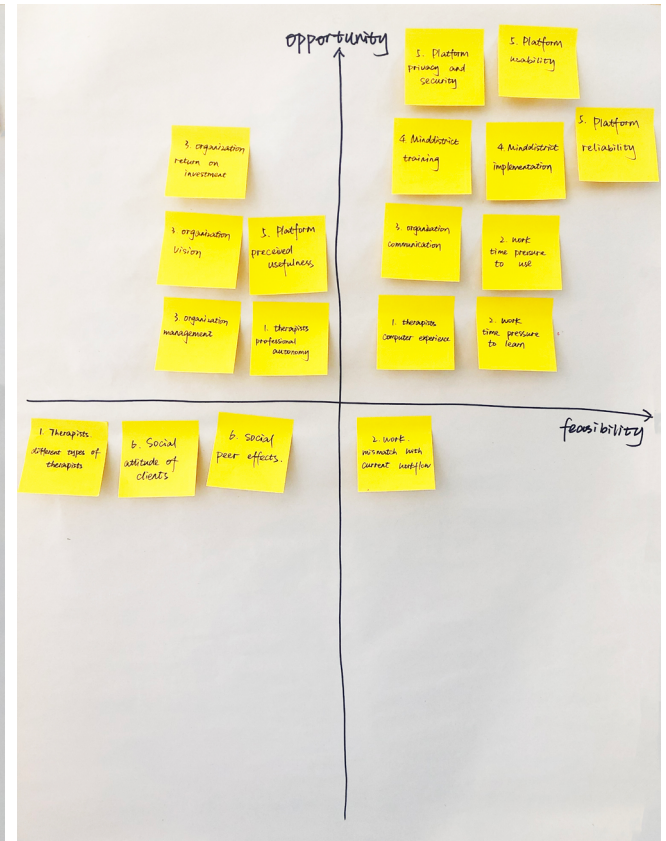 opportunity
5. Platform
privacy and
security
5. Platform
usability
3. organization
return on
investment
4. Minddistrict
training
4. Minddistrict
implementation
5. Platform
reliability
3. organization
vision
5. Platform
preceived
usefulness
3. organization
communication
2. work
time pressure
to use
3. organization
management
1. therapists
professional
autonomy
1. therapists
computer experience
2. work
time pressure
to learn
feasibility
1. Therapists
different types of
therapists
6. Social
attitude of
clients
6. Social
peer effects.
2. work.
mismatch with
current workflow